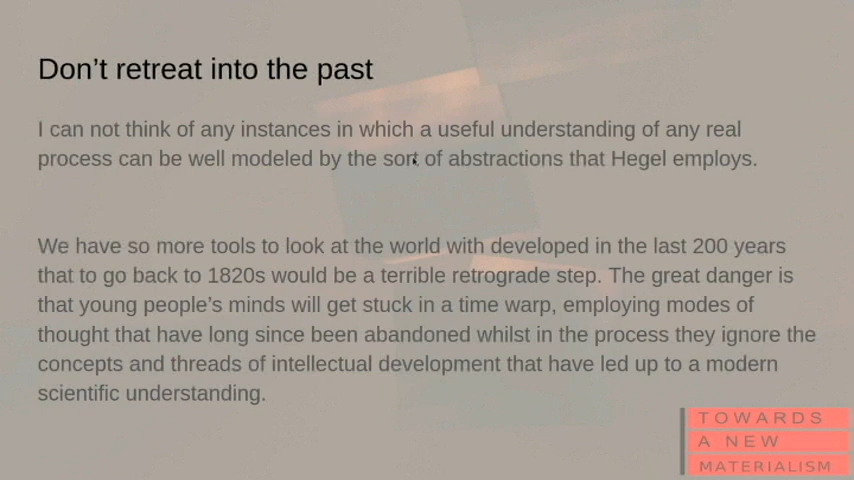 Don’t retreat into the past
I can not think of any instances in which a useful understanding of any real
process can be well modeled by the sort of abstractions that Hegel employs.
We have so more tools to look at the world with developed in the last 200 years
that to go back to 1820s would be a terrible retrograde step. The great danger is
that young people’s minds will get stuck in a time warp, employing modes of
thought that have long since been abandoned whilst in the process they ignore the
concepts and threads of intellectual development that have led up to a modern
scientific understanding.
TOWARDS
A NEW
MATERIALISM